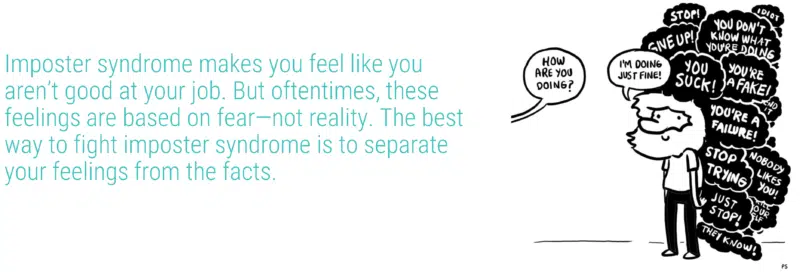 Imposter syndrome makes you feel like you
aren't good at your job. But oftentimes, these
feelings are based on fear—not reality. The best
way to fight imposter syndrome is to separate
your feelings from the facts.
HOW
ARE YOU
DOING?
I'M DOING
JUST FINE!
STOP!
IDIOT
GIVE UP!
YOU DON'T
KNOW WHAT
YOU'RE DOING
YOU
SUCK!
YOU'RE
A FAKE!
YOU'RE A
FAILURE!
STOP
TRYING
NOBODY
LIKES
YOU!
JUST
STOP!
THEY KNOW!